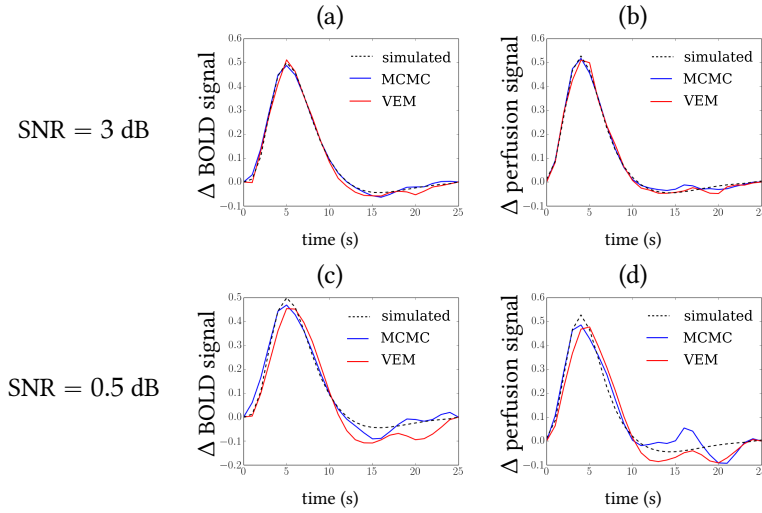 (a)
(b)
SNR = 3 dB
Δ BOLD signal
0.6
0.5
0.4
0.3
0.2
0.1
0.0
−0.1
0
5
10
15
20
25
time (s)
simulated
MCMC
VEM
Δ perfusion signal
0.6
0.5
0.4
0.3
0.2
0.1
0.0
−0.1
0
5
10
15
20
25
time (s)
simulated
MCMC
VEM
(c)
(d)
SNR = 0.5 dB
Δ BOLD signal
0.5
0.4
0.3
0.2
0.1
0.0
−0.1
−0.2
0
5
10
15
20
25
time (s)
simulated
MCMC
VEM
Δ perfusion signal
0.6
0.5
0.4
0.3
0.2
0.1
0.0
−0.1
0
5
10
15
20
25
time (s)
simulated
MCMC
VEM